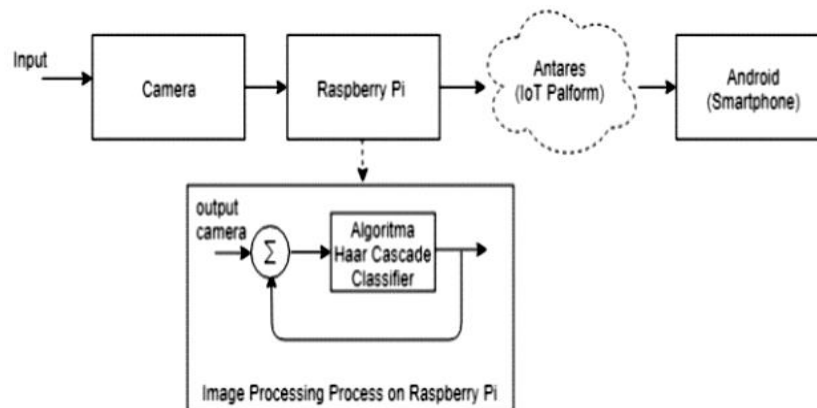 Input
Camera
Raspberry Pi
Antares
(IoT Palform)
Android
(Smartphone)
output
camera
Σ
Algoritma
Haar Cascade
Classifier
Image Processing Process on Raspberry Pi